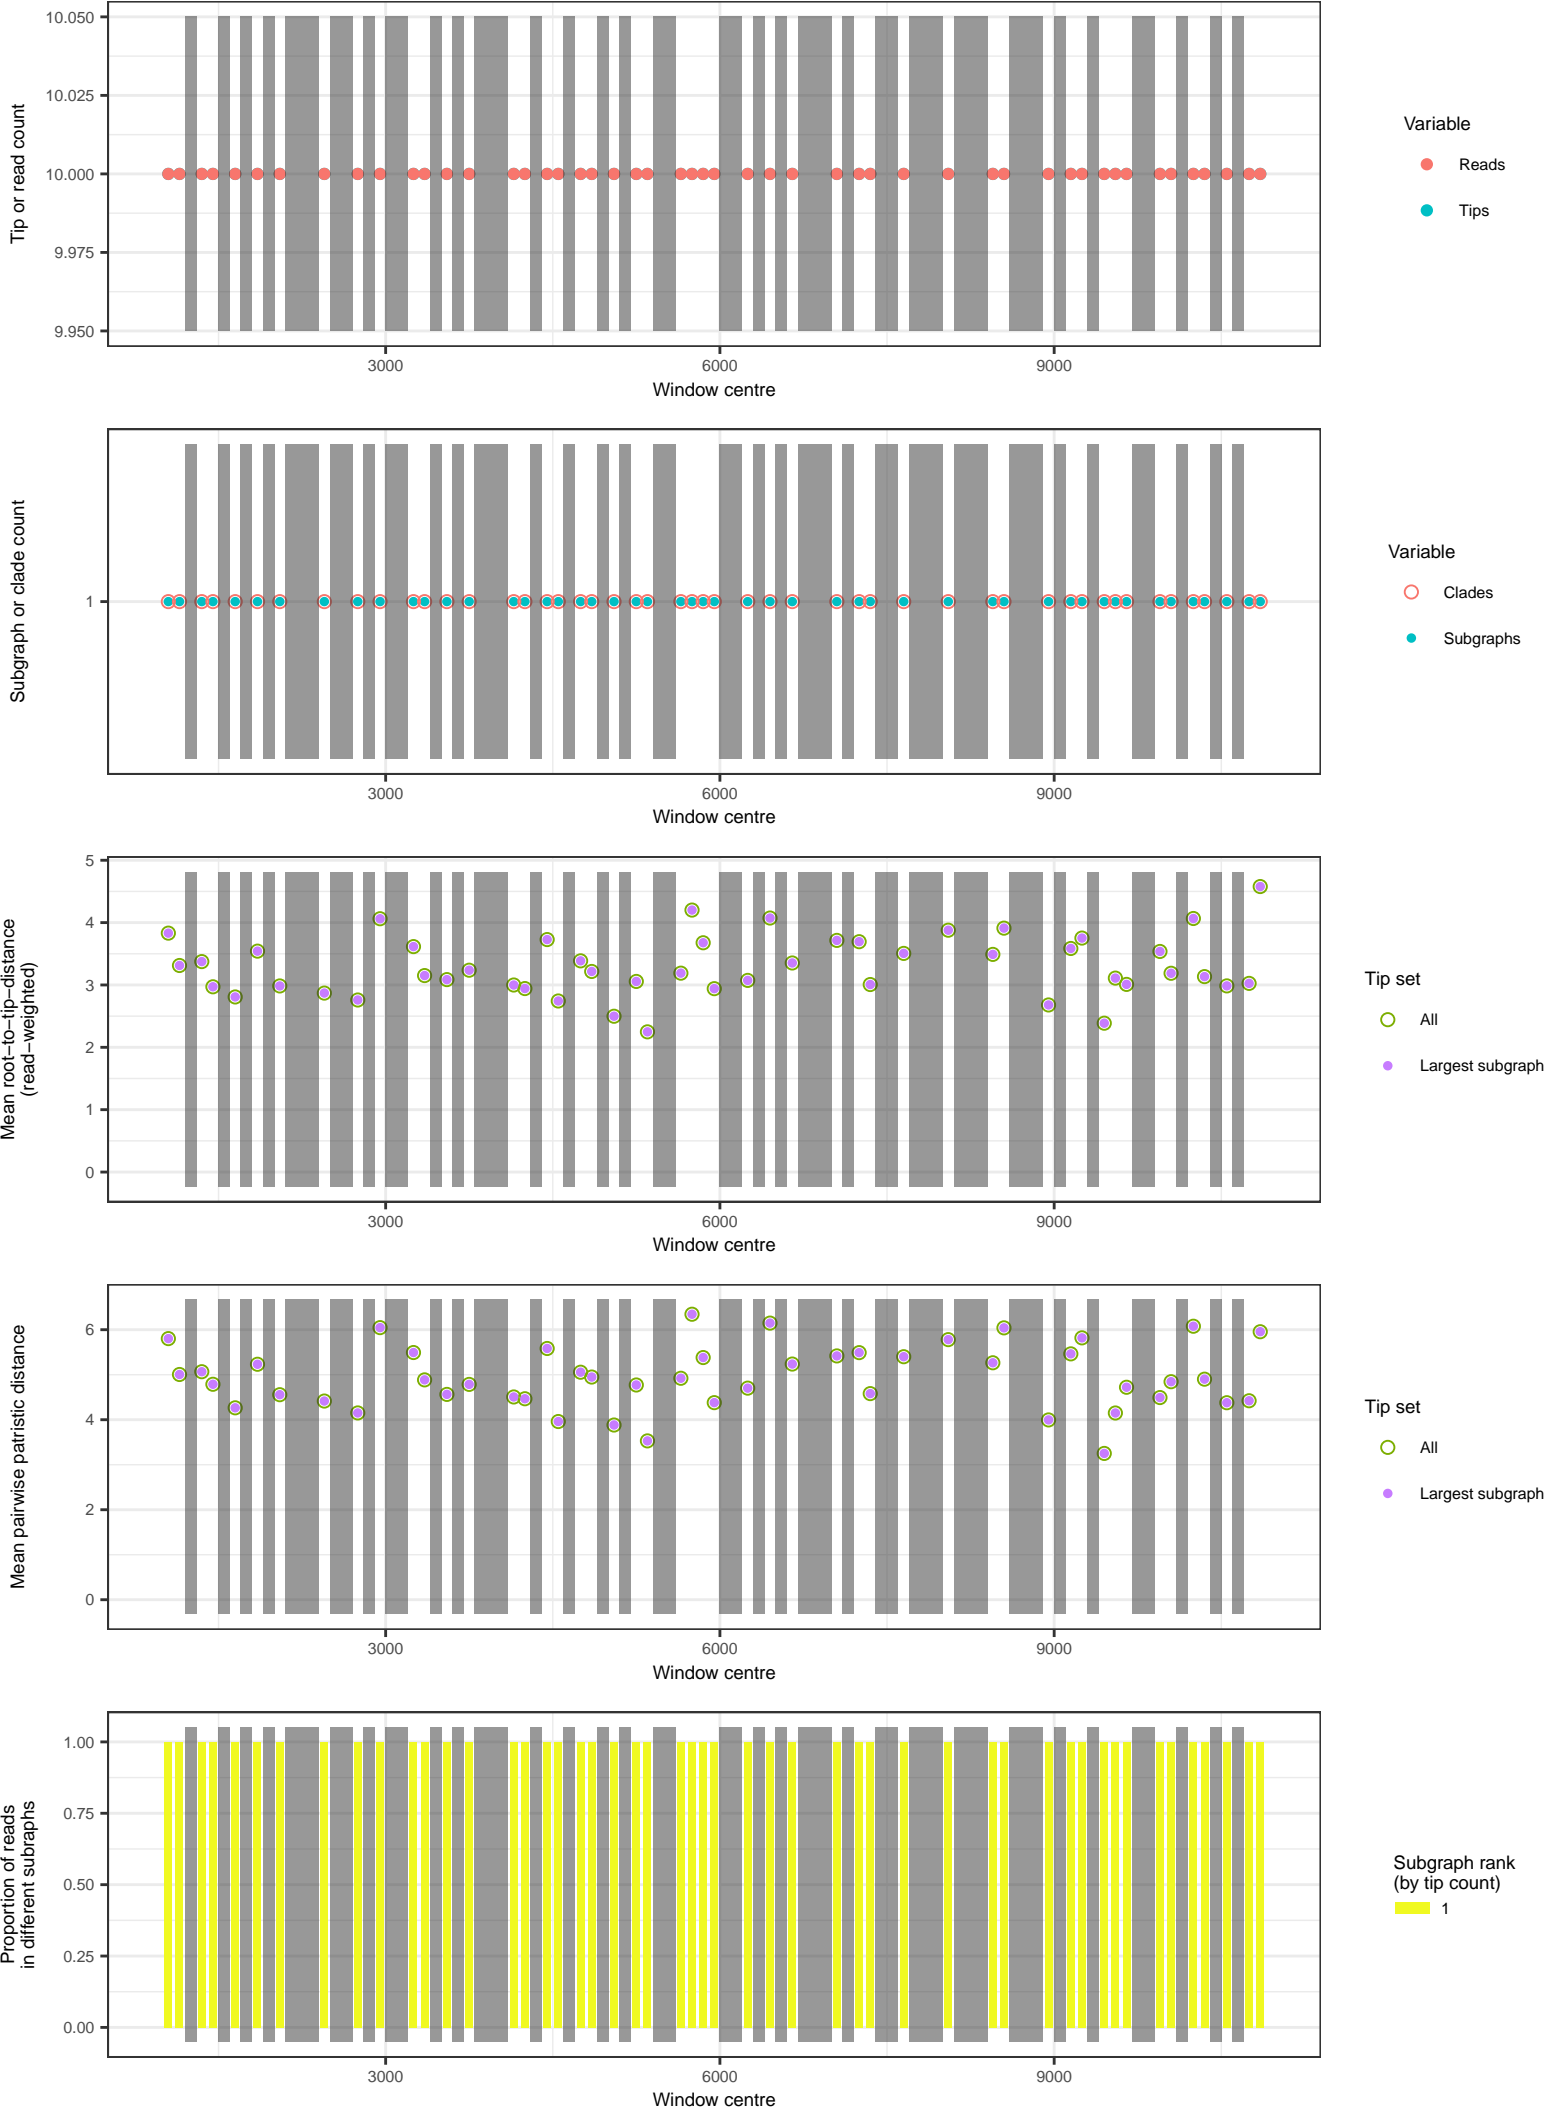 10.050
10.025
10.000
9.975
9.950
Tip or read count
3000
6000
9000
Window centre
Variable
Reads
Tips
1
Subgraph or clade count
3000
6000
9000
Window centre
Variable
Clades
Subgraphs
5
4
3
2
1
0
Mean root−to−tip−distance
(read−weighted)
3000
6000
9000
Window centre
Tip set
All
Largest subgraph
6
4
2
0
Mean pairwise patristic distance
3000
6000
9000
Window centre
Tip set
All
Largest subgraph
1.00
0.75
0.50
0.25
0.00
Proportion of reads
in different subraphs
3000
6000
9000
Window centre
Subgraph rank
(by tip count)
1